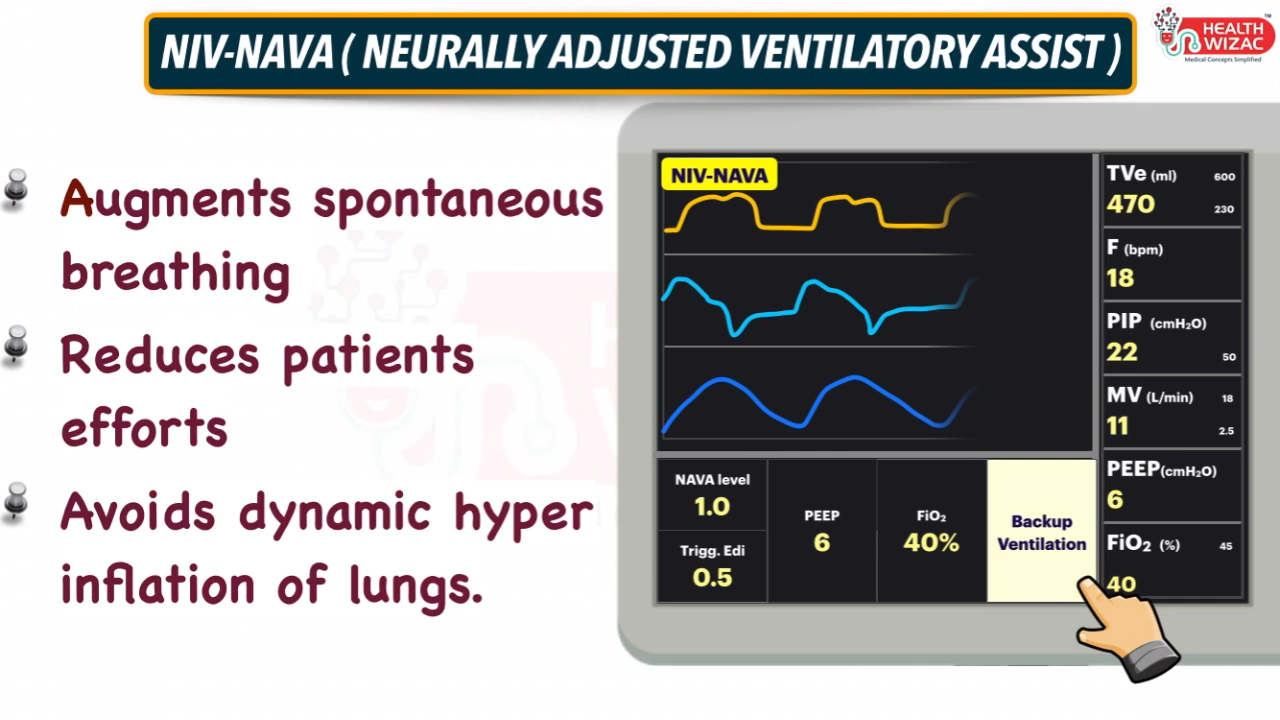 NIV-NAVA ( NEURALLY ADJUSTED VENTILATORY ASSIST )
HEALTH
WIZAC
TM
Medical Concepts Simplified
Augments spontaneous
breathing
Reduces patients
efforts
Avoids dynamic hyper
inflation of lungs.
NIV-NAVA
TVe (ml) 600
470 230
F (bpm)
18
PIP (cmH₂O)
22 50
MV (L/min) 18
11 2.5
PEEP(cmH₂O)
6
FiO₂ (%) 45
40
NAVA level
1.0
Trigg. Edi
0.5
PEEP
6
FiO₂
40%
Backup
Ventilation